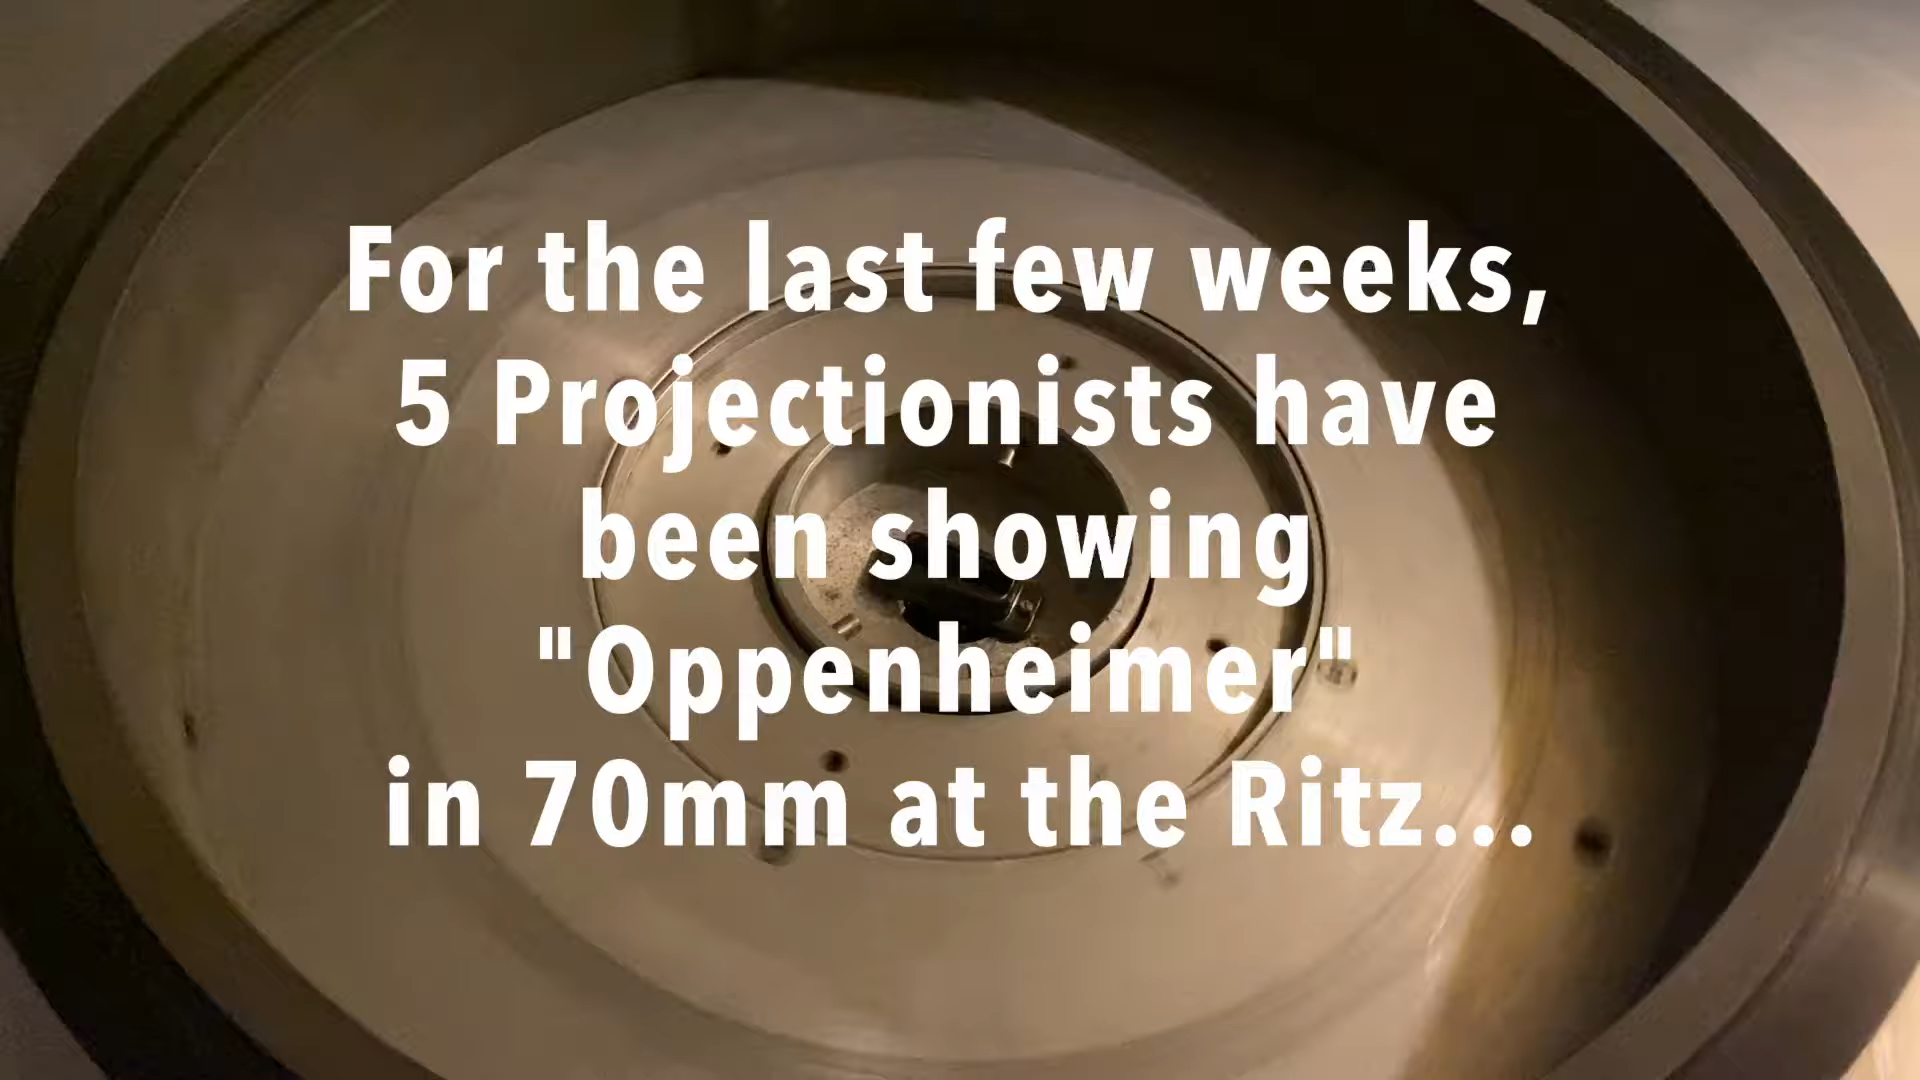 For the last few weeks,
5 Projectionists have
been showing
"Oppenheimer"
in 70mm at the Ritz...